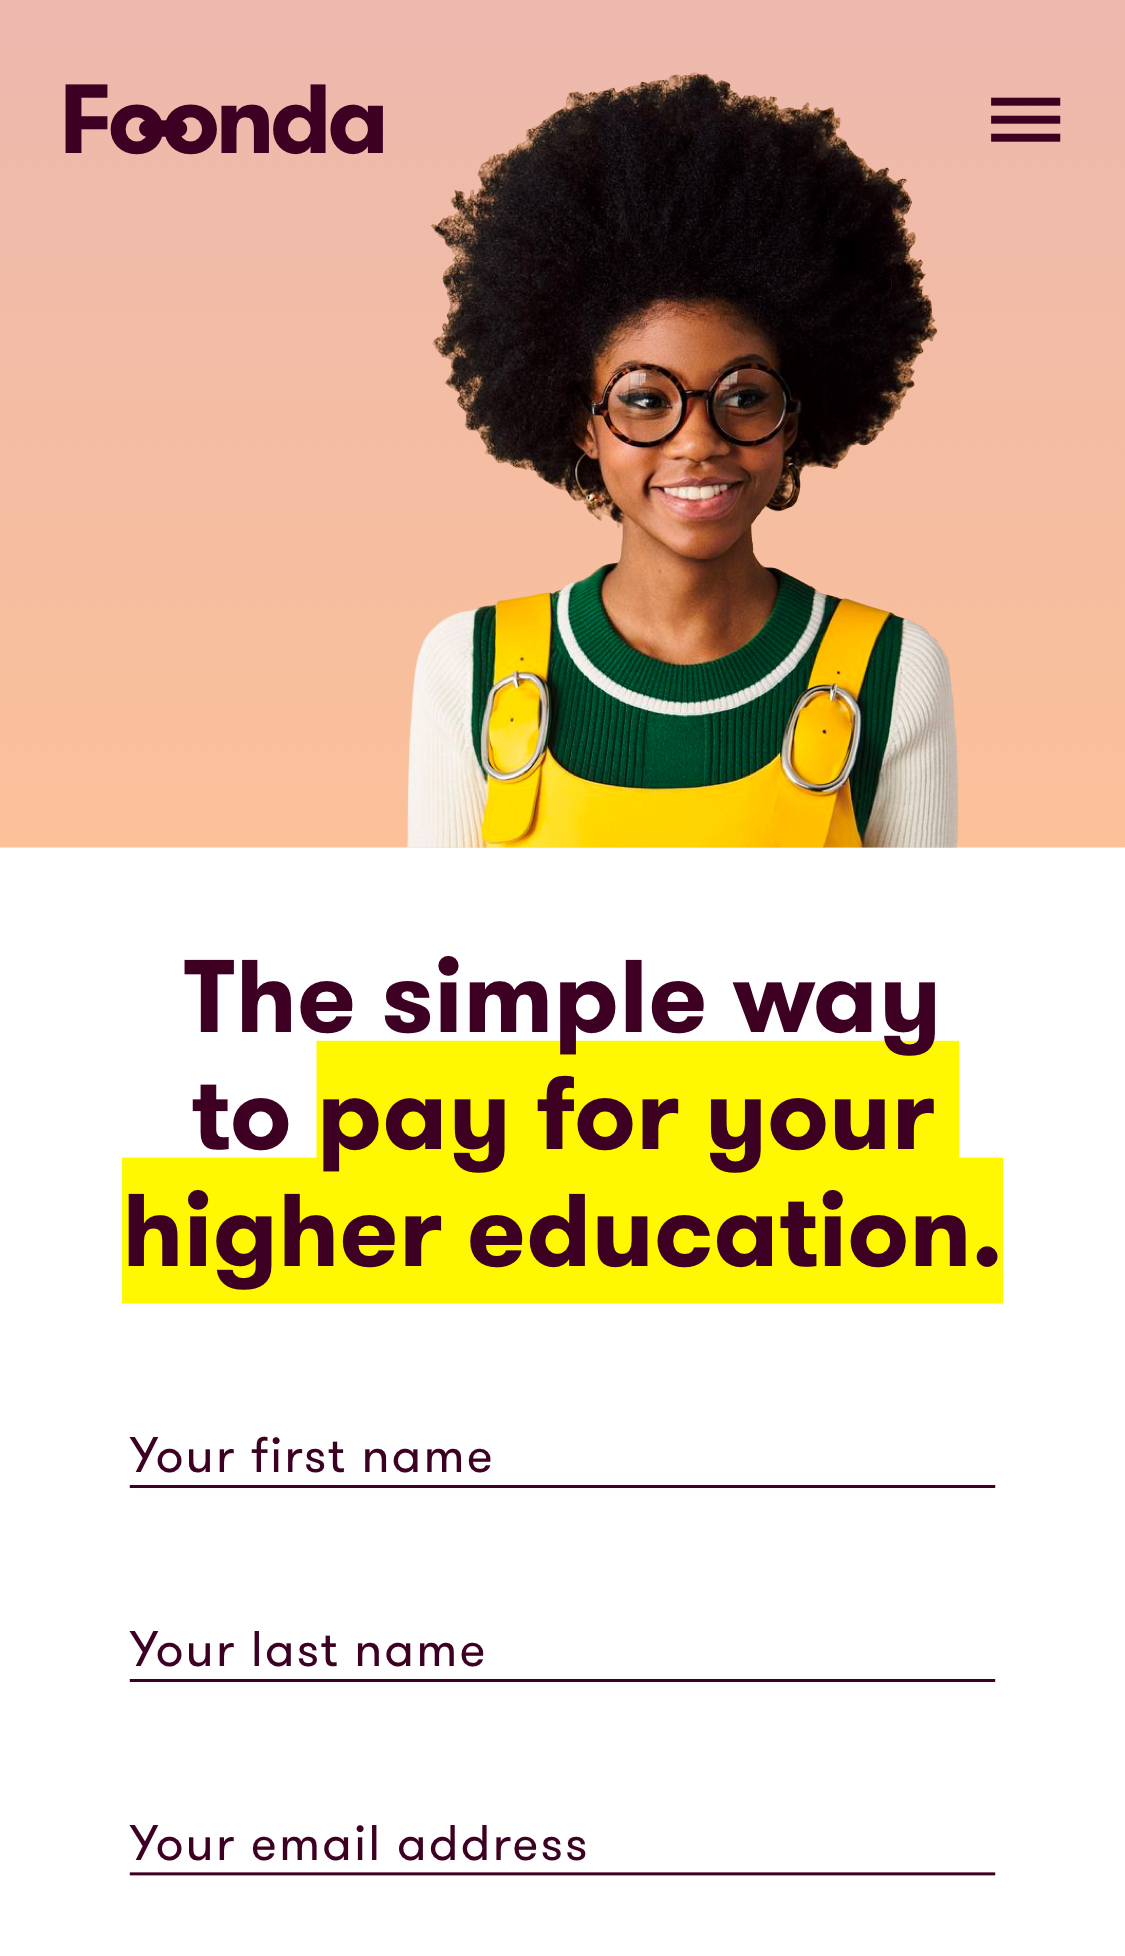 Foonda
The simple way
to pay for your
higher education.
Your first name
Your last name
Your email address